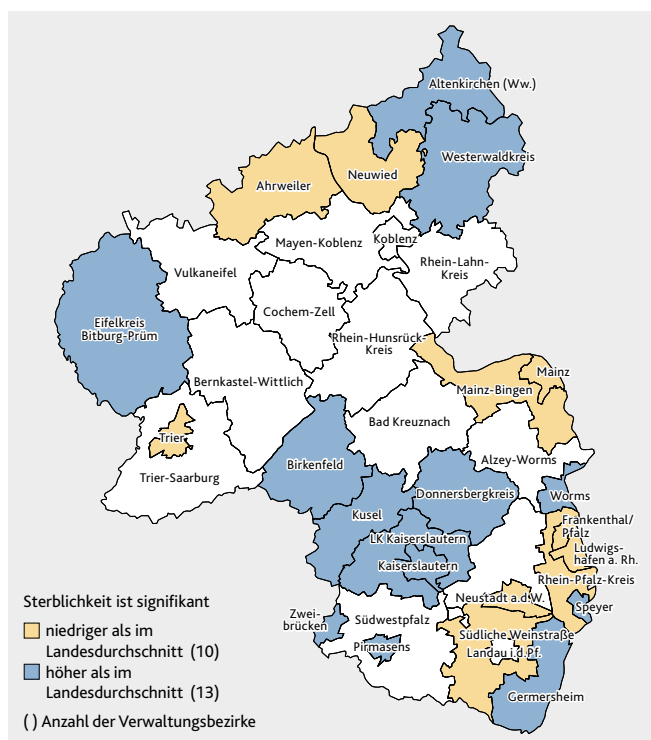 Altenkirchen (Ww.)
Westerwaldkreis
Neuwied
Ahrweiler
Mayen-Koblenz
Koblenz
Rhein-Lahn-
Kreis
Vulkaneifel
Cochem-Zell
Eifelkreis
Bitburg-Prüm
Rhein-Hunsrück-
Kreis
Mainz
Bernkastel-Wittlich
Mainz-Bingen
Bad Kreuznach
Trier
Alzey-Worms
Birkenfeld
Trier-Saarburg
Donnersbergkreis
Worms
Kusel
Frankenthal/
Pfalz
LK Kaiserslautern
Ludwigs-
hafen a. Rh.
Kaiserslautern
Rhein-Pfalz-Kreis
Neustadt a.d.W.
Speyer
Zwei-
brücken
Südwestpfalz
Südliche Weinstraße
Pirmasens
Landau i.d.Pf.
Germersheim
Sterblichkeit ist signifikant
niedriger als im
Landesdurchschnitt (10)
höher als im
Landesdurchschnitt (13)
( ) Anzahl der Verwaltungsbezirke